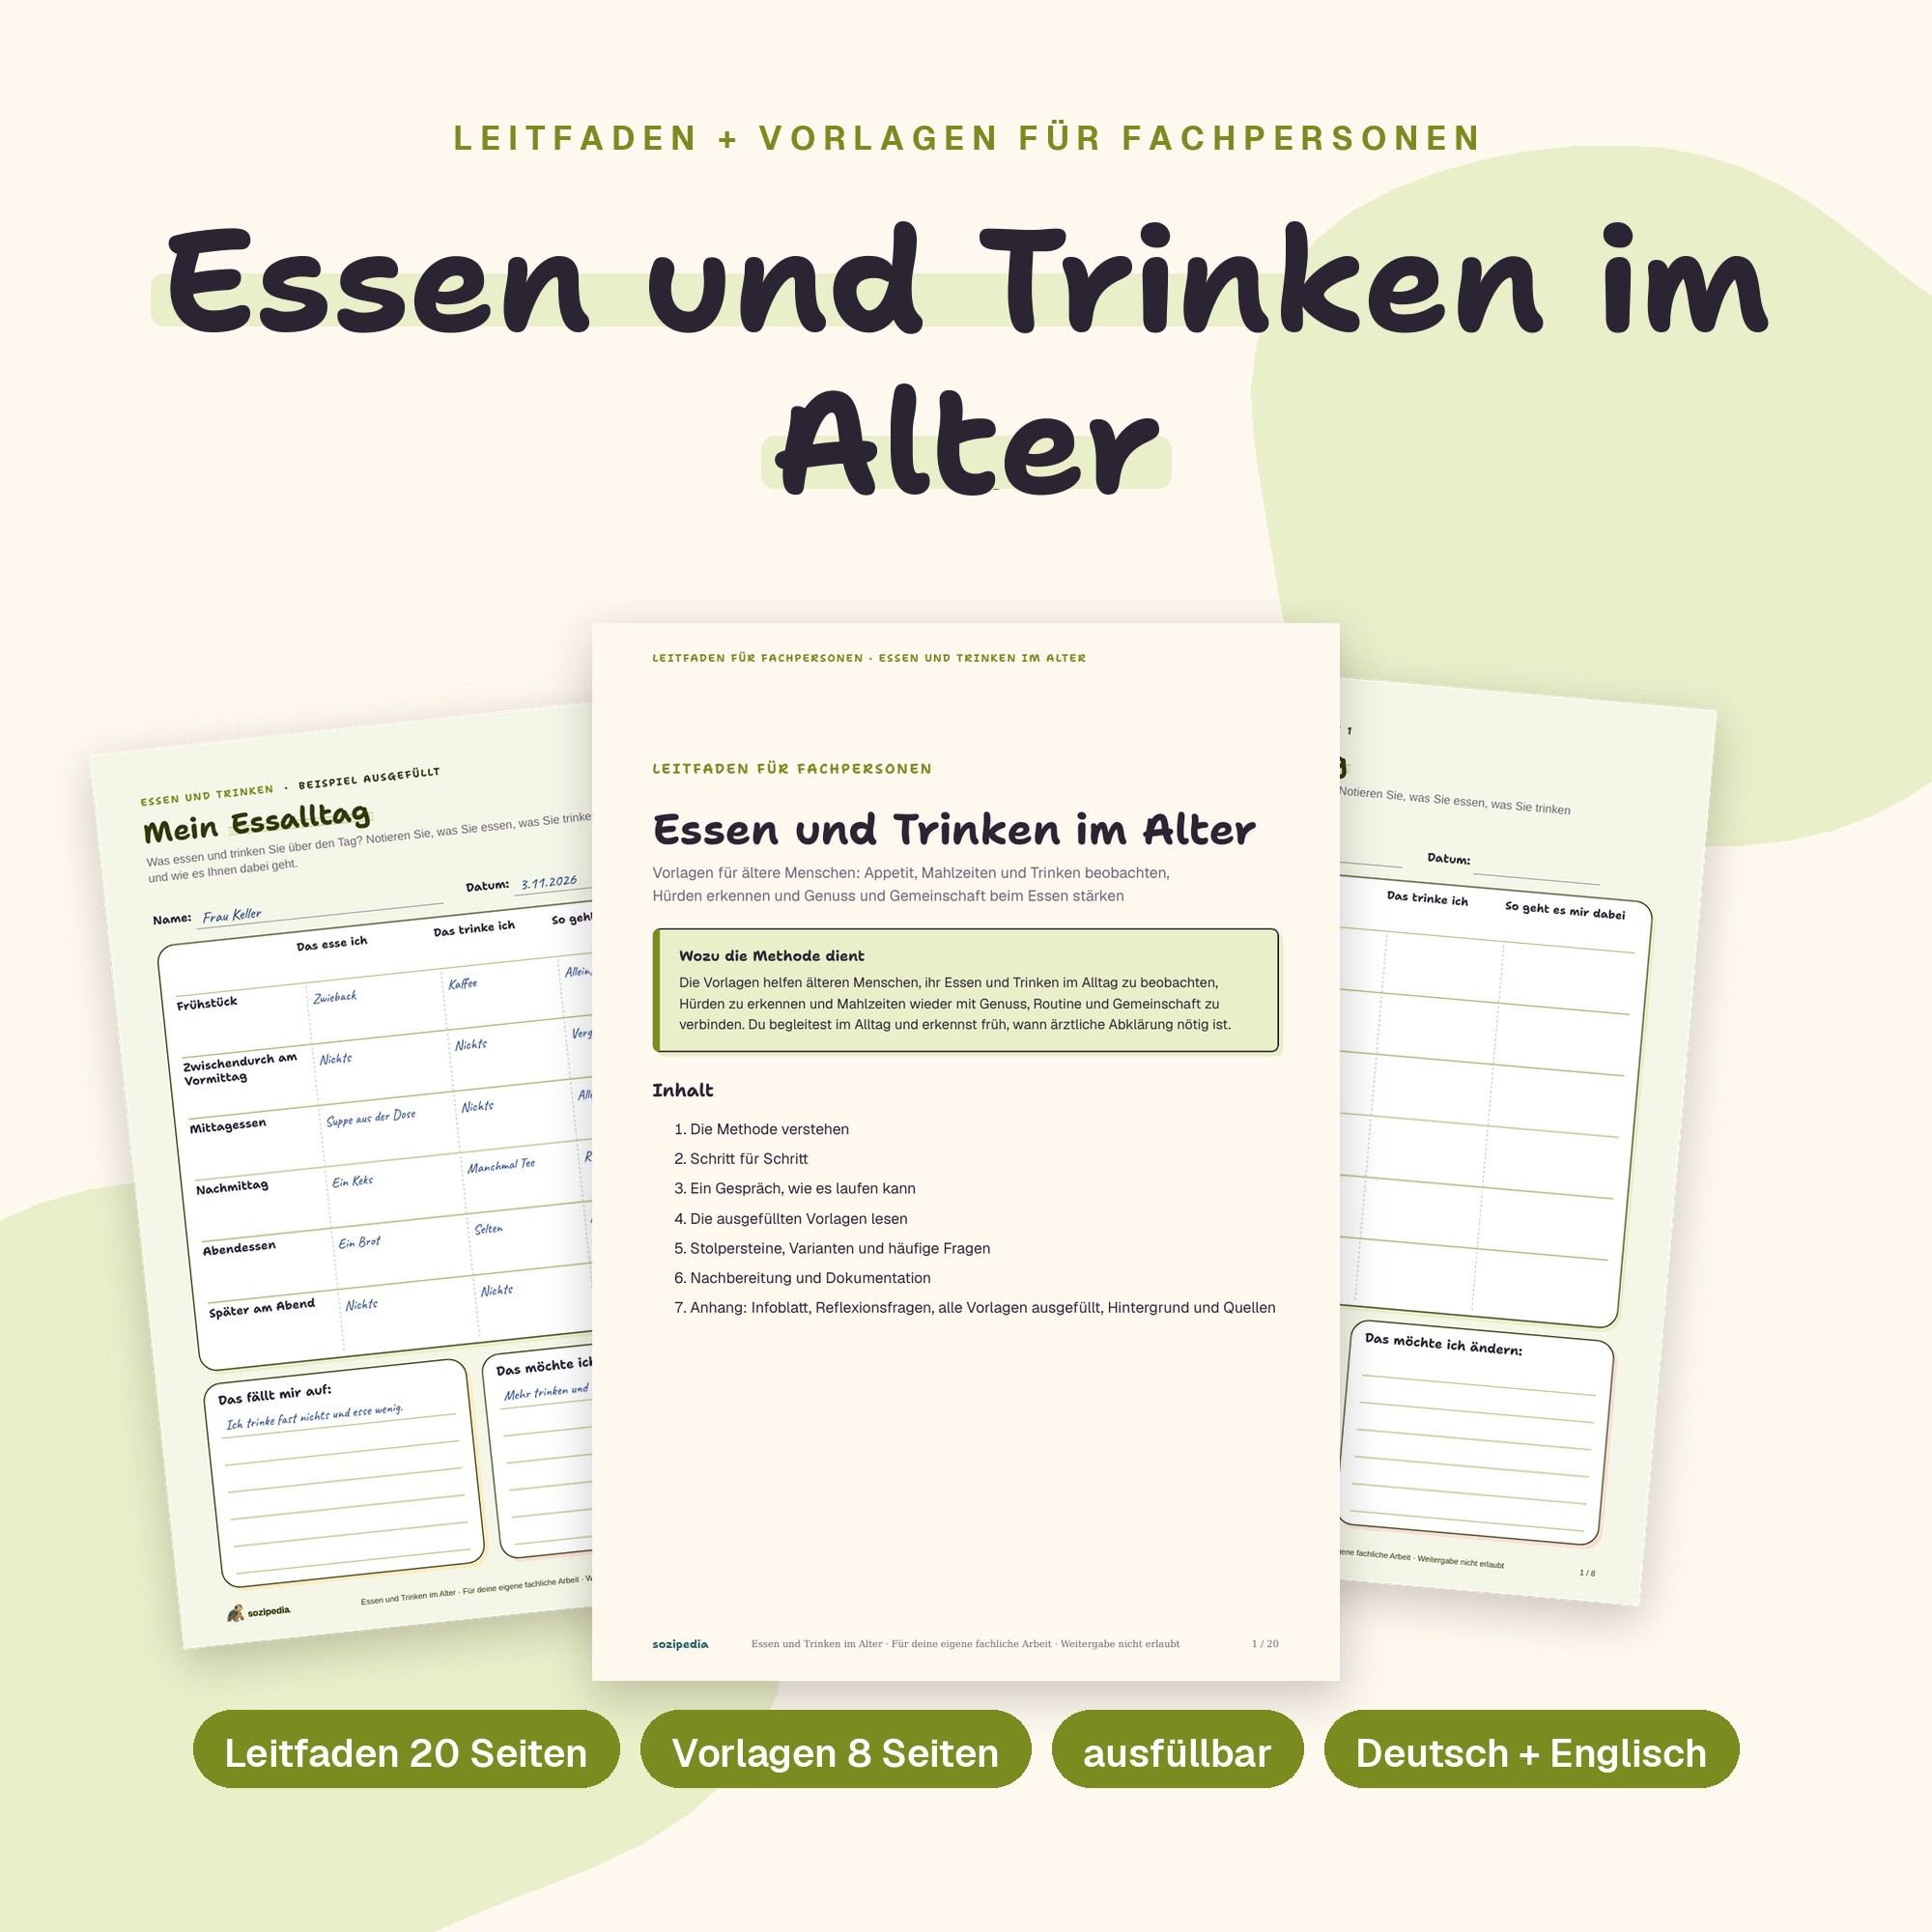 LEITFADEN + VORLAGEN FÜR FACHPERSONEN
Essen und Trinken im
Alter
ESSEN UND TRINKEN · BEISPIEL AUSGEFÜLLT
Mein Essalltag
Was essen und trinken Sie über den Tag? Notieren Sie, was Sie essen, was Sie
und wie es Ihnen dabei geht.
Name: Frau Keller
Datum: 3.11.2026
Das esse ich
Das trinke ich
So
Frühstück
Zwieback
Kaffee
Allein,
Zwischendurch am
Vormittag
Nichts
Nichts
Mittagessen
Suppe aus der Dose
Nichts
Nachmittag
Ein Keks
Manchmal Tee
Abendessen
Ein Brot
Selten
Später am Abend
Nichts
Nichts
Das fällt mir auf:
Ich trinke fast nichts und esse wenig.
Das möchte ich
Mehr trinken und
sozipedia.
Essen und Trinken im Alter · Für deine eigene fachliche Arbeit ·
LEITFADEN FÜR FACHPERSONEN · ESSEN UND TRINKEN IM ALTER
LEITFADEN FÜR FACHPERSONEN
Essen und Trinken im Alter
Vorlagen für ältere Menschen: Appetit, Mahlzeiten und Trinken beobachten,
Hürden erkennen und Genuss und Gemeinschaft beim Essen stärken
Wozu die Methode dient
Die Vorlagen helfen älteren Menschen, ihr Essen und Trinken im Alltag zu beobachten,
Hürden zu erkennen und Mahlzeiten wieder mit Genuss, Routine und Gemeinschaft zu
verbinden. Du begleitest im Alltag und erkennst früh, wann ärztliche Abklärung nötig ist.
Inhalt
1. Die Methode verstehen
2. Schritt für Schritt
3. Ein Gespräch, wie es laufen kann
4. Die ausgefüllten Vorlagen lesen
5. Stolpersteine, Varianten und häufige Fragen
6. Nachbereitung und Dokumentation
7. Anhang: Infoblatt, Reflexionsfragen, alle Vorlagen ausgefüllt, Hintergrund und Quellen
sozipedia
Essen und Trinken im Alter · Für deine eigene fachliche Arbeit · Weitergabe nicht erlaubt
1 / 20
1
Notieren Sie, was Sie essen, was Sie trinken
Datum:
Das trinke ich
So geht es mir dabei
Das möchte ich ändern:
fachliche Arbeit · Weitergabe nicht erlaubt
1 / 8
Leitfaden 20 Seiten
Vorlagen 8 Seiten
ausfüllbar
Deutsch + Englisch